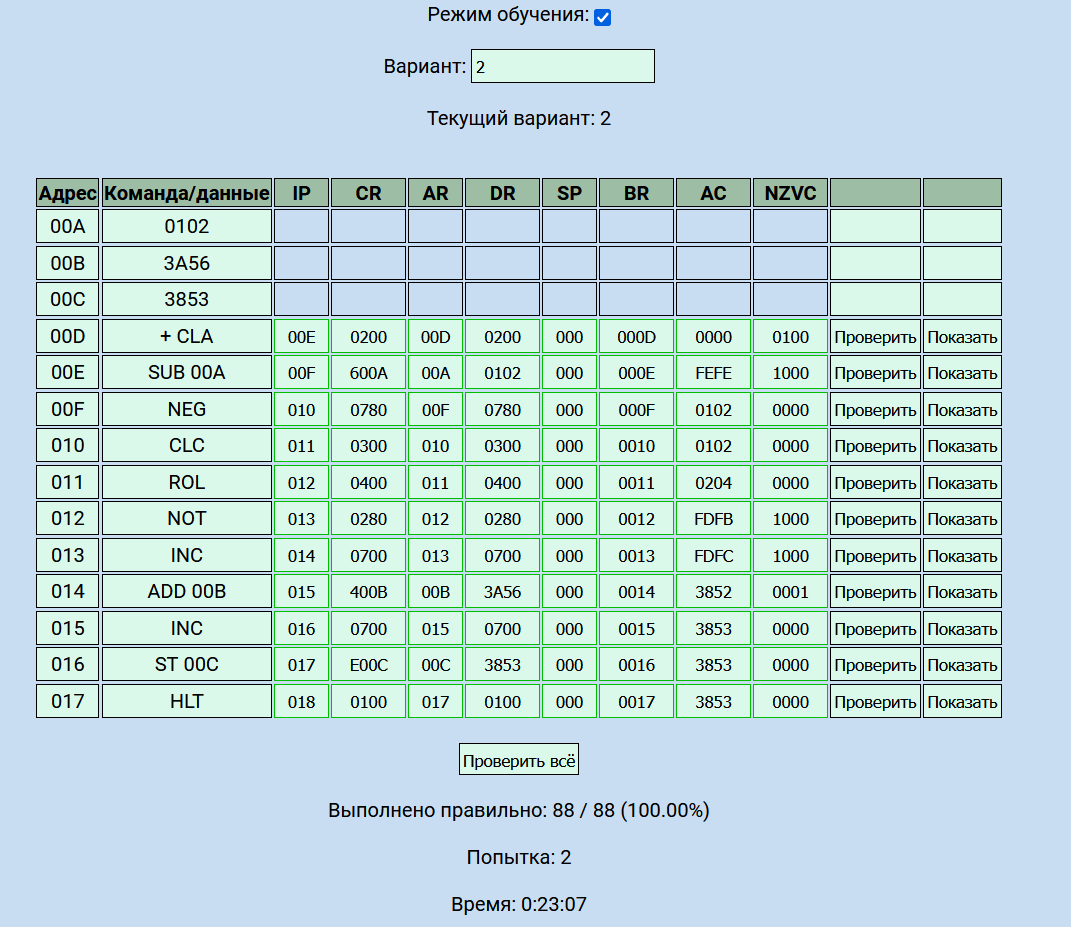 Режим обучения:
Вариант: 2
Текущий вариант: 2
Адрес Команда/данные IP CR AR DR SP BR AC NZVC
00A 0102
00B 3A56
00C 3853
00D + CLA 00E 0200 00D 0200 000 000D 0000 0100 Проверить Показать
00E SUB 00A 00F 600A 00A 0102 000 000E FEFE 1000 Проверить Показать
00F NEG 010 0780 00F 0780 000 000F 0102 0000 Проверить Показать
010 CLC 011 0300 010 0300 000 0010 0102 0000 Проверить Показать
011 ROL 012 0400 011 0400 000 0011 0204 0000 Проверить Показать
012 NOT 013 0280 012 0280 000 0012 FDFB 1000 Проверить Показать
013 INC 014 0700 013 0700 000 0013 FDFC 1000 Проверить Показать
014 ADD 00B 015 400B 00B 3A56 000 0014 3852 0001 Проверить Показать
015 INC 016 0700 015 0700 000 0015 3853 0000 Проверить Показать
016 ST 00C 017 E00C 00C 3853 000 0016 3853 0000 Проверить Показать
017 HLT 018 0100 017 0100 000 0017 3853 0000 Проверить Показать
Проверить всё
Выполнено правильно: 88 / 88 (100.00%)
Попытка: 2
Время: 0:23:07